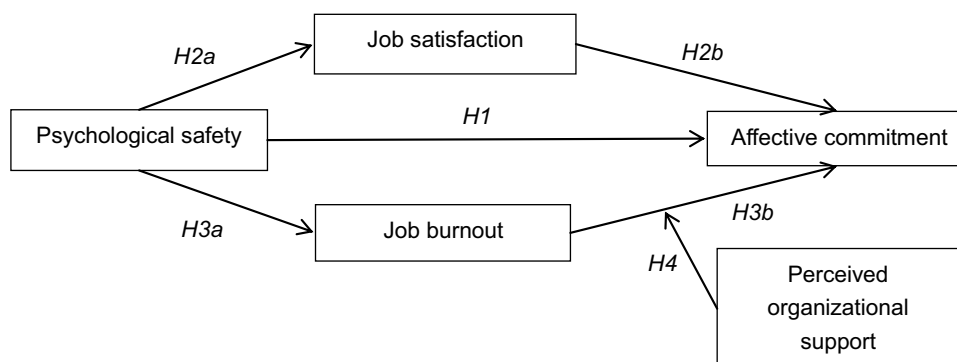 Job satisfaction
H2a
H2b
Psychological safety
H1
Affective commitment
H3a
Job burnout
H3b
H4
Perceived
organizational
support